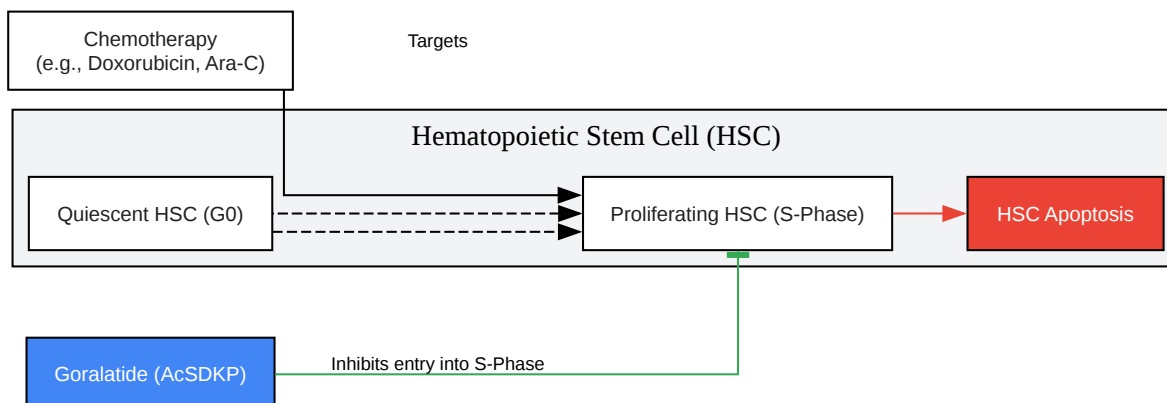 Chemotherapy
(e.g., Doxorubicin, Ara-C)
Targets
Hematopoietic Stem Cell (HSC)
Quiescent HSC (G0)
Proliferating HSC (S-Phase)
HSC Apoptosis
Goralatide (AcSDKP)
Inhibits entry into S-Phase